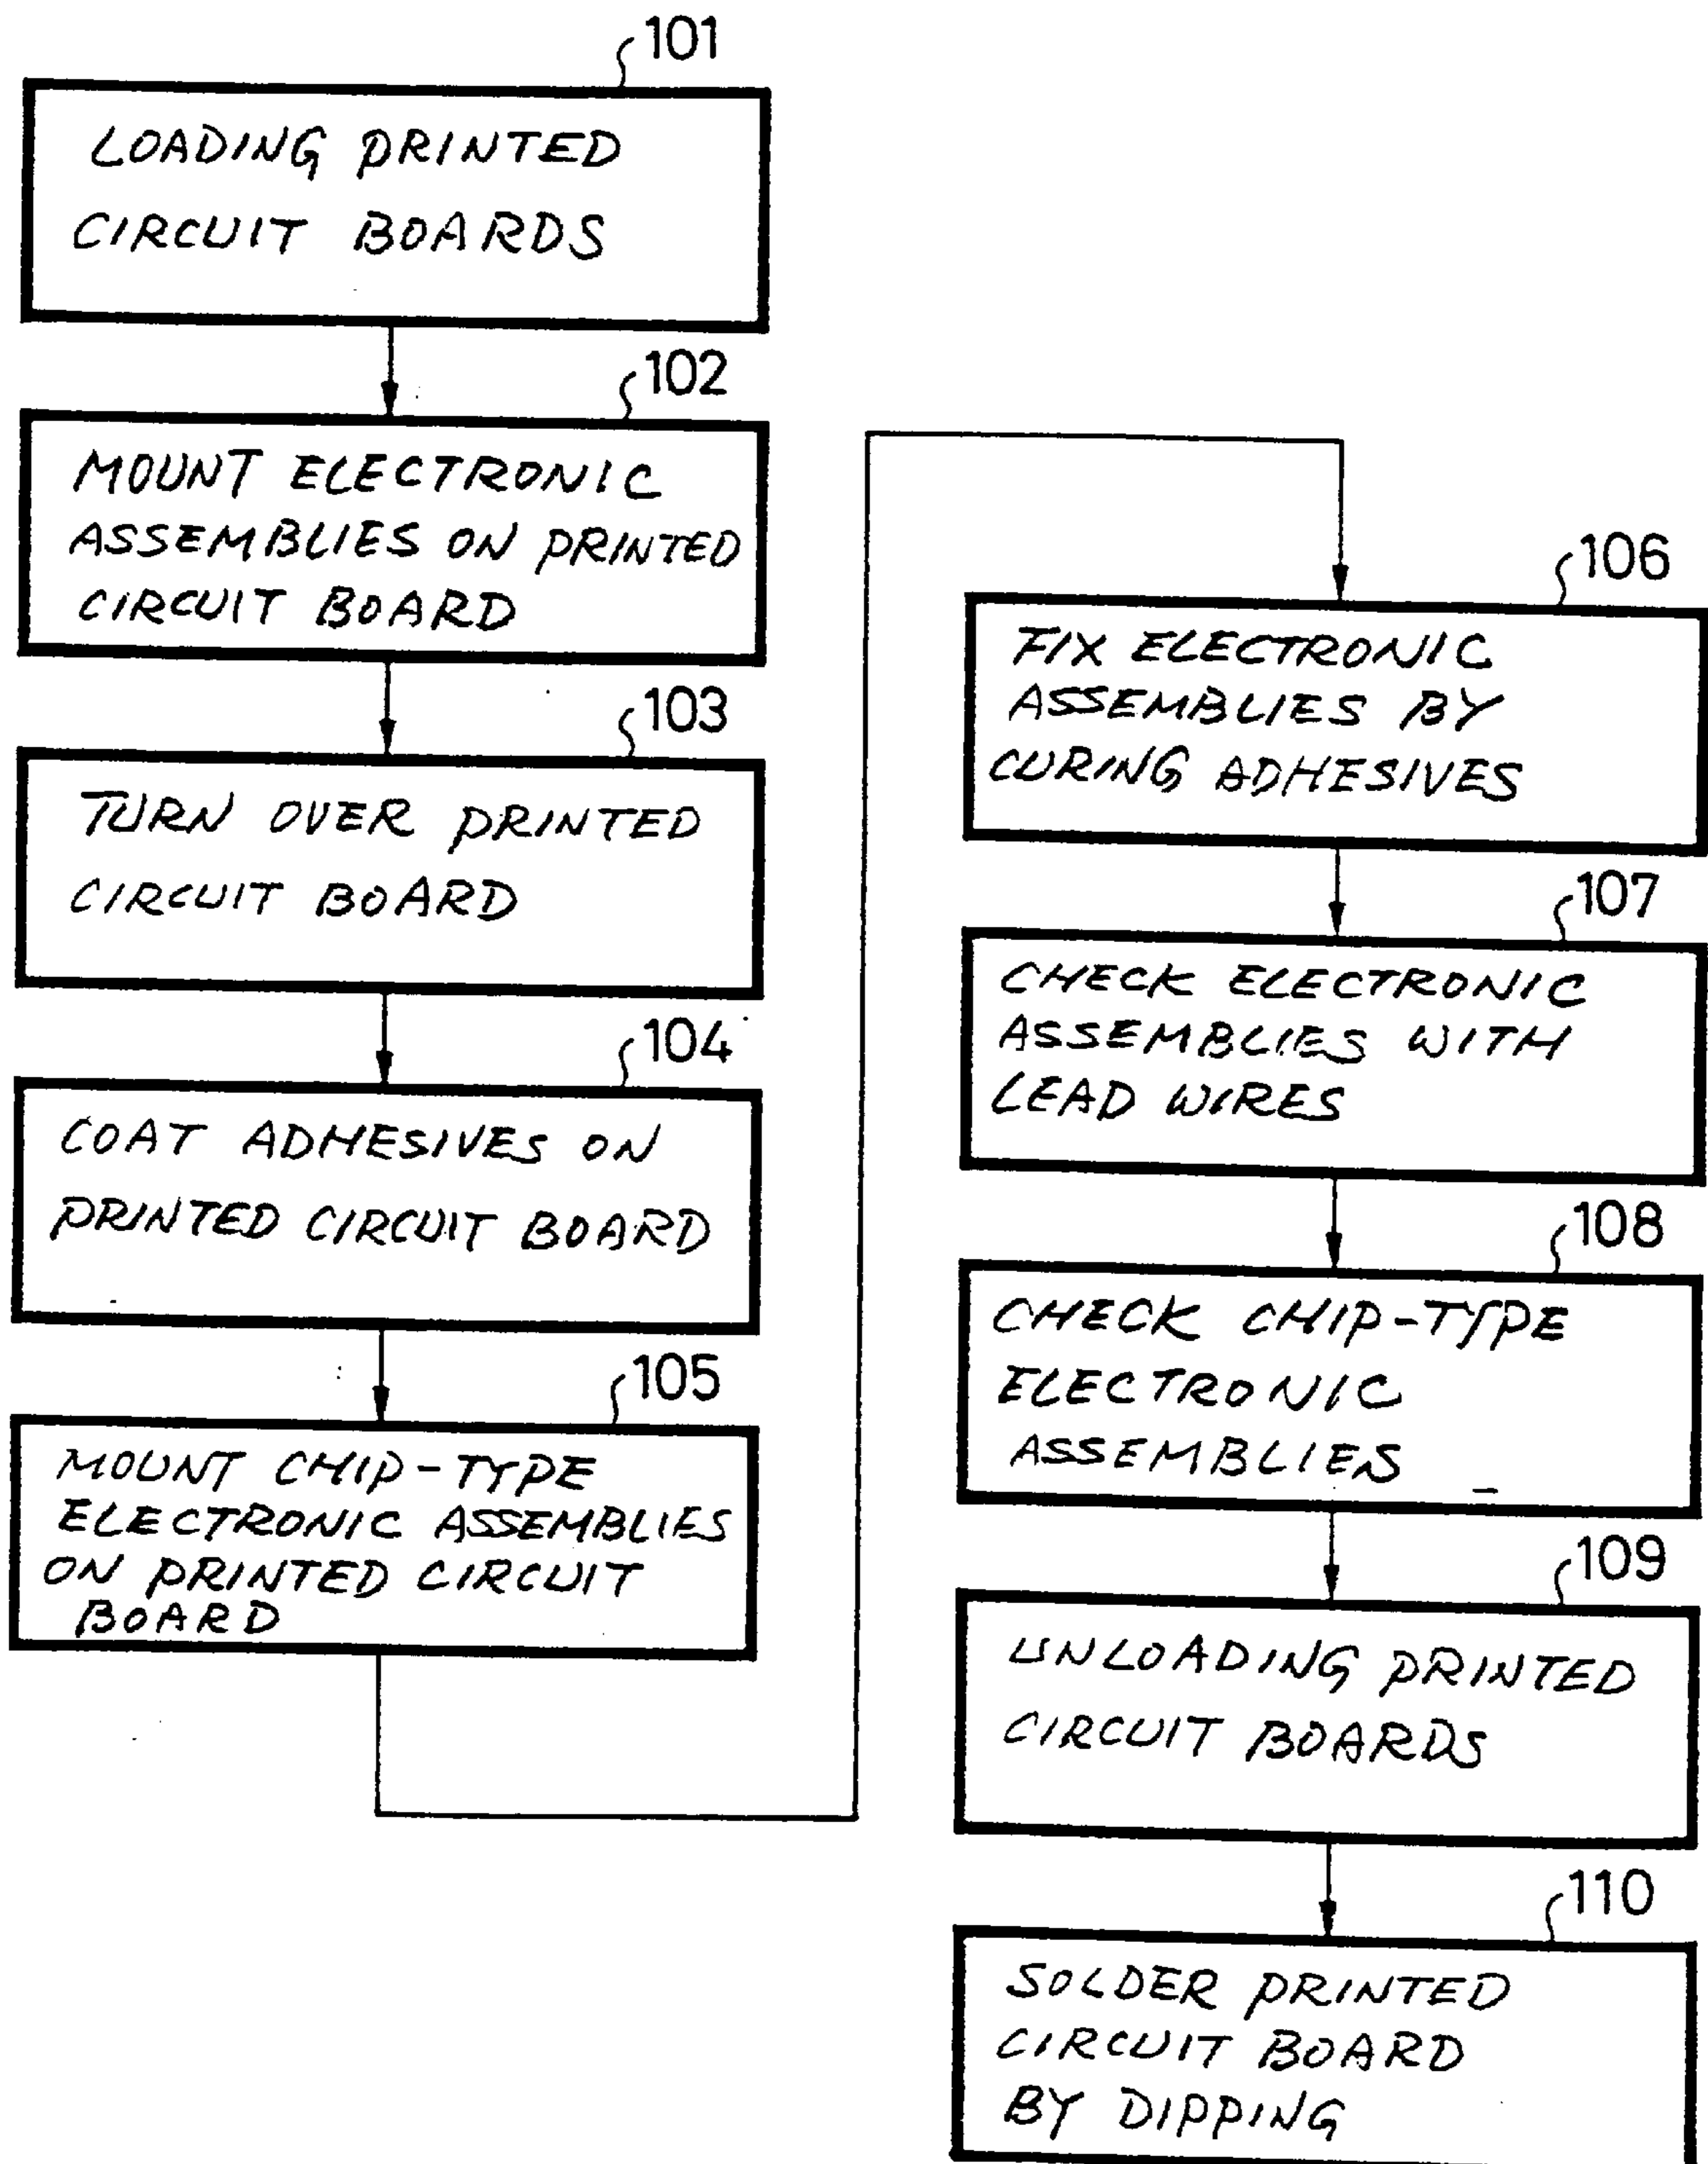 101
LOADING PRINTED
CIRCUIT BOARDS
102
MOUNT ELECTRONIC
ASSEMBLIES ON PRINTED
CIRCUIT BOARD
103
TURN OVER PRINTED
CIRCUIT BOARD
104
COAT ADHESIVES ON
PRINTED CIRCUIT BOARD
105
MOUNT CHIP-TYPE
ELECTRONIC ASSEMBLIES
ON PRINTED CIRCUIT
BOARD
106
FIX ELECTRONIC
ASSEMBLIES BY
CURING ADHESIVES
107
CHECK ELECTRONIC
ASSEMBLIES WITH
LEAD WIRES
108
CHECK CHIP-TYPE
ELECTRONIC
ASSEMBLIES
109
UNLOADING PRINTED
CIRCUIT BOARDS
110
SOLDER PRINTED
CIRCUIT BOARD
BY DIPPING